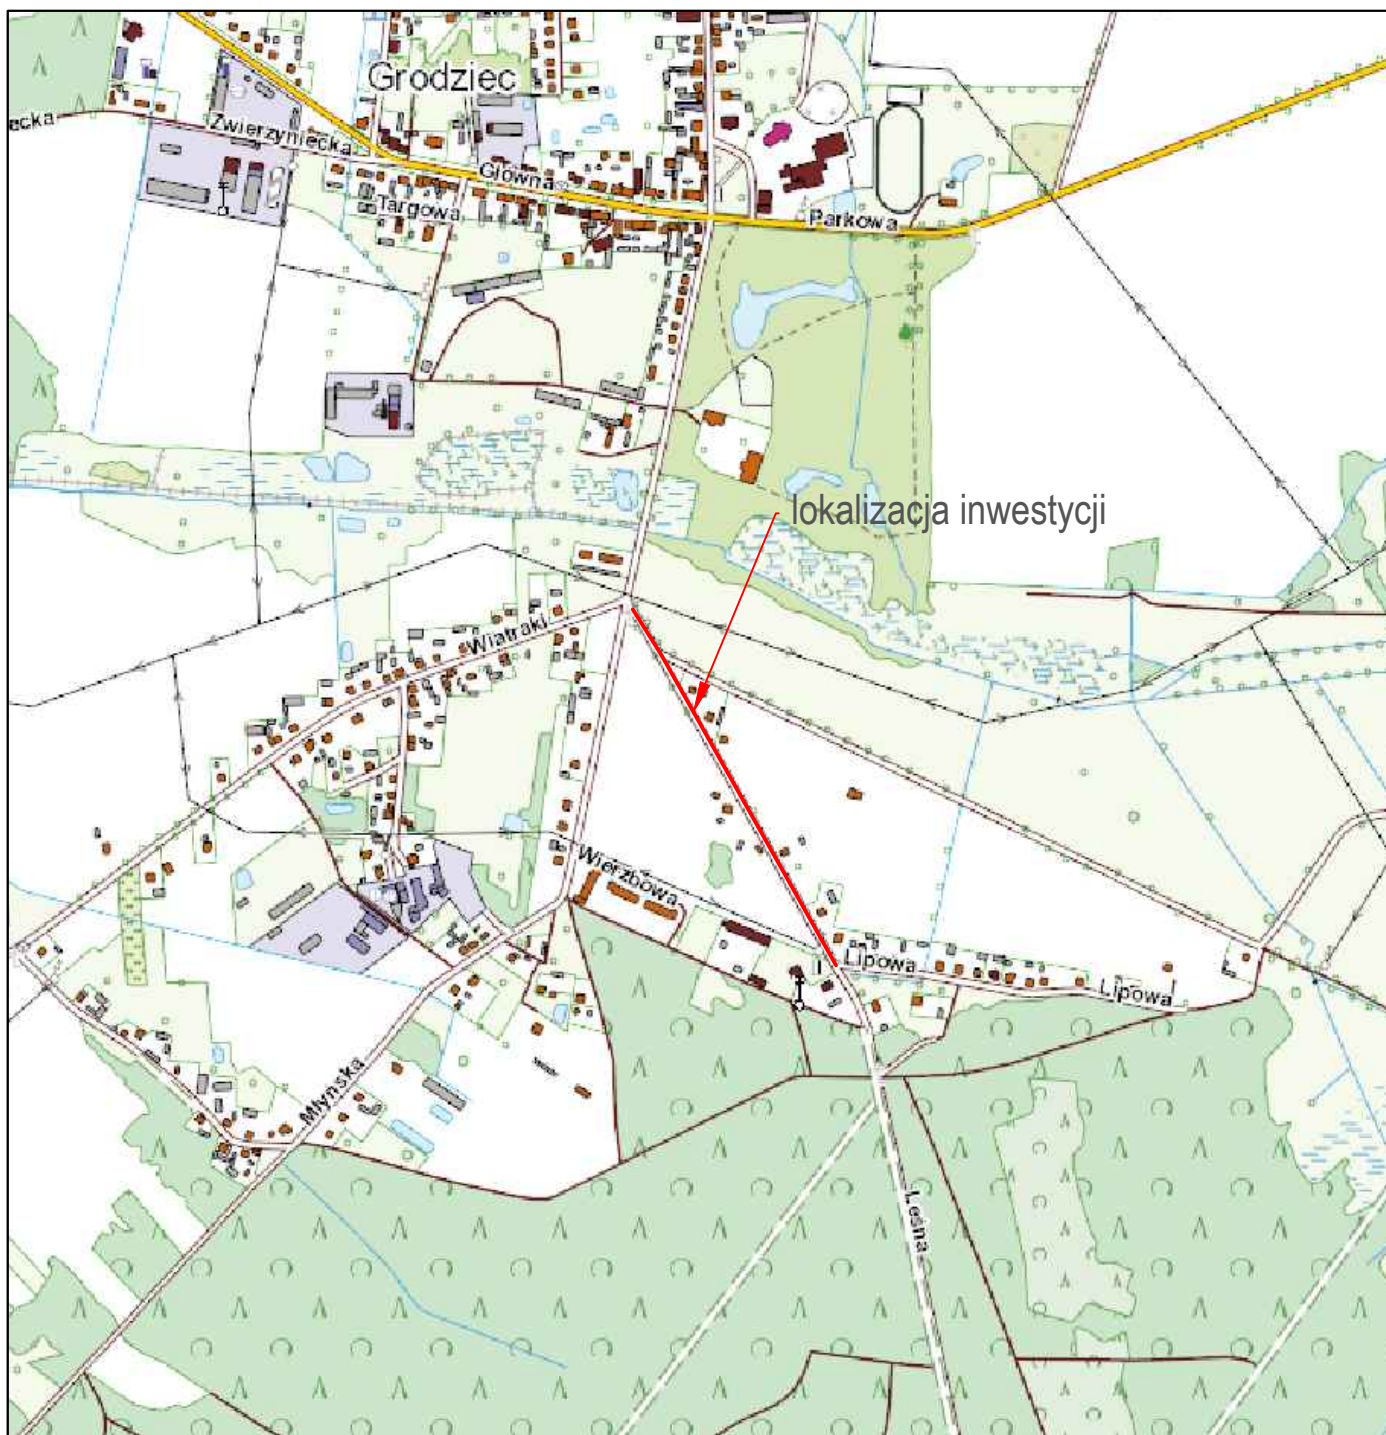 Grodziec
ecka
Zwierzyniecka
Główna
Targowa
Parkowa
lokalizacja inwestycji
Wiatraki
Wierzbowa
Lipowa
Lipowa
Młyńska
Leśna